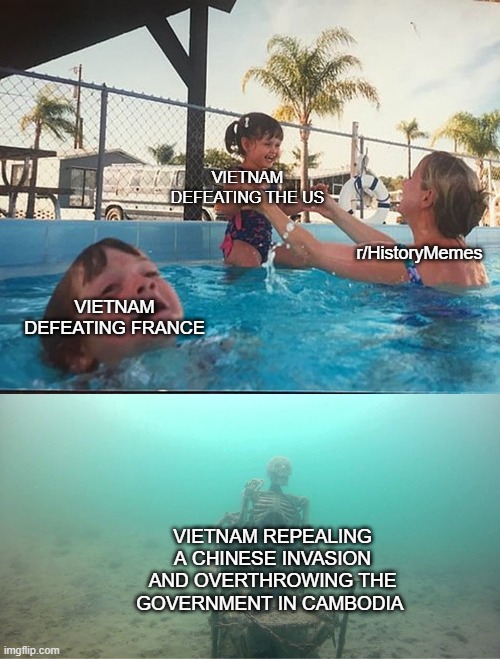 VIETNAM
DEFEATING THE US
r/HistoryMemes
VIETNAM
DEFEATING FRANCE
VIETNAM REPEALING
A CHINESE INVASION
AND OVERTHROWING THE
GOVERNMENT IN CAMBODIA
imgflip.com